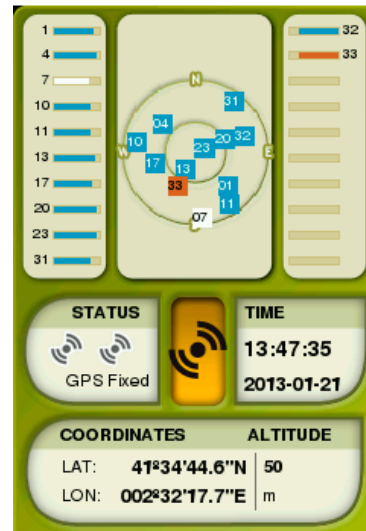 1
4
7
10
11
13
17
20
23
31
N
31
04
10
20 32
23
W
E
17
13
33
01
11
07
32
33
STATUS
GPS Fixed
TIME
13:47:35
2013-01-21
COORDINATES ALTITUDE
LAT: 41º34'44.6"N 50
LON: 002º32'17.7"E m